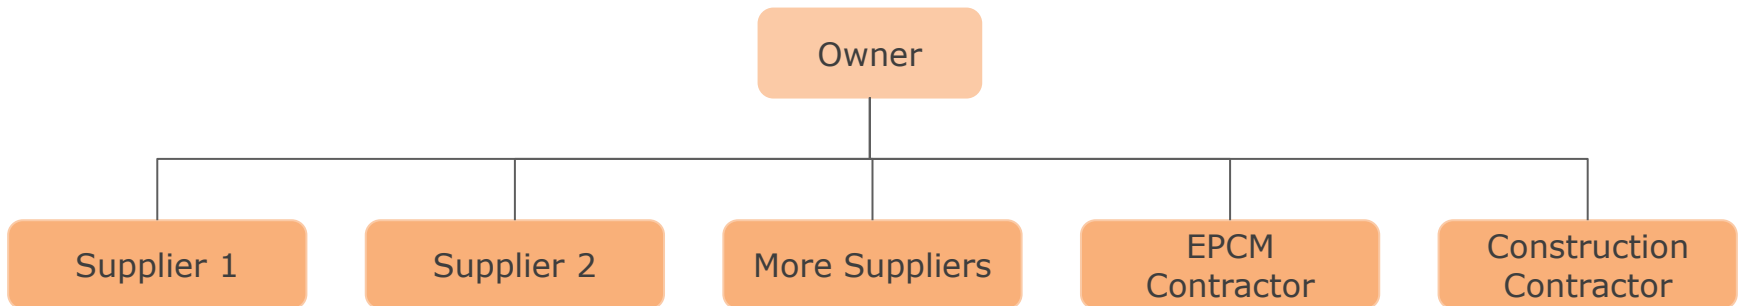 Owner
Supplier 1
Supplier 2
More Suppliers
EPCM
Contractor
Construction
Contractor